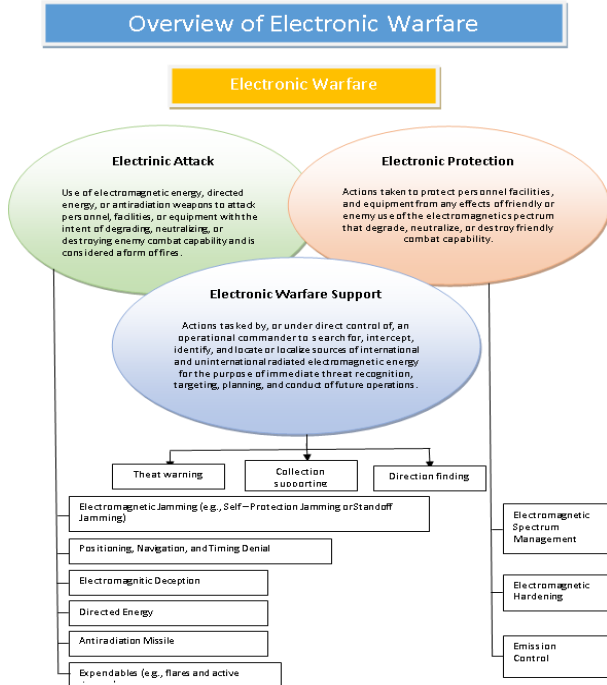 Overview of Electronic Warfare
Electronic Warfare
Electrinic Attack
Use of electromagnetic energy, directed
energy, or antiradiation weapons to attack
personnel, facilities, or equipment with the
intent of degrading, neutralizing, or
destroying enemy combat capability and is
considered a form of fires.
Electronic Protection
Actions taken to protect personnel facilities,
and equipment from any effects of friendly or
enemy use of the electromagnetics pectrum
that degrade, neutralize, or destroy friendly
combat capability.
Electronic Warfare Support
Actions tasked by, or under direct control of, an
operational commander to search for, intercept,
identify, and locate or localize sources of international
and uninternational radiated electromagnetic energy
for the purpose of immediate threat recognition,
targeting, planning, and conduct of future operations.
Theat warning
Collection
supporting
Direction finding
Electromagnetic Jamming (e.g., Self-Protection Jamming or Standoff
Jamming)
Positioning, Navigation, and Timing Denial
Electromagnitic Deception
Directed Energy
Antiradiation Missile
Expendables (e.g., flares and active
Electromagnetic
Spectrum
Management
Electromagnetic
Hardening
Emission
Control